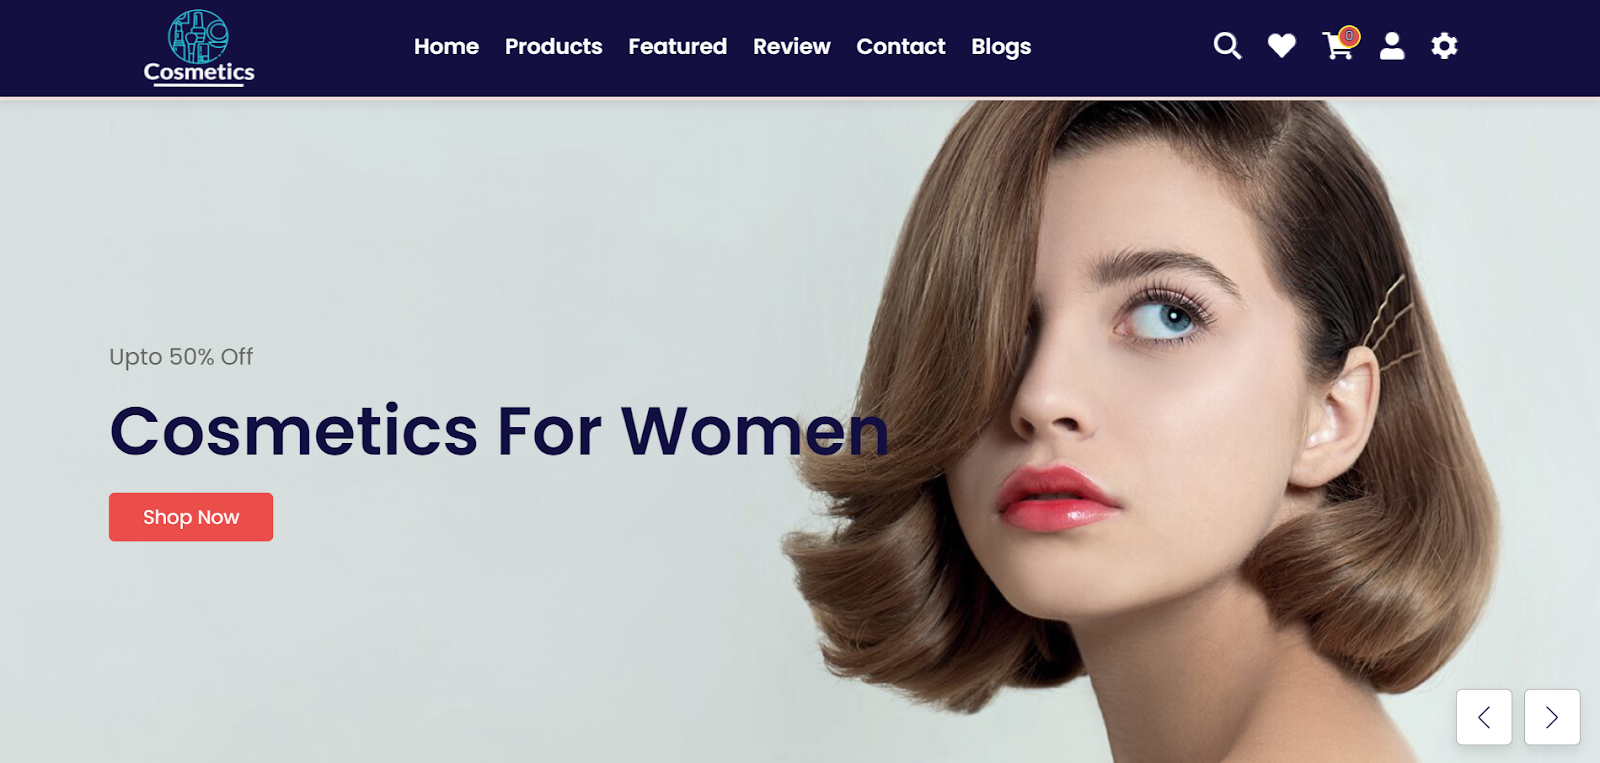 Cosmetics
Home Products Featured Review Contact Blogs
0
Upto 50% Off
Cosmetics For Women
Shop Now